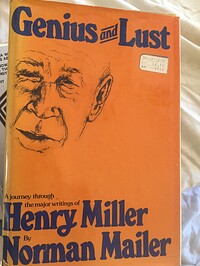 Genius and Lust
A journey through
the major writings of
Henry Miller
By
Norman Mailer